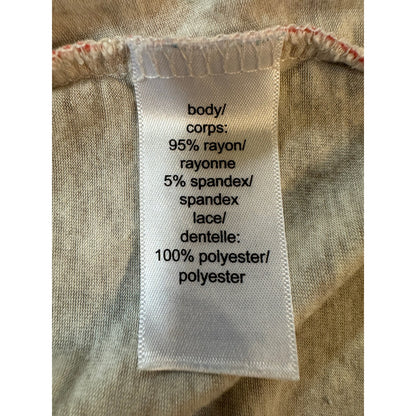 body/
corps:
95% rayon/
rayonne
5% spandex/
spandex
lace/
dentelle:
100% polyester/
polyester